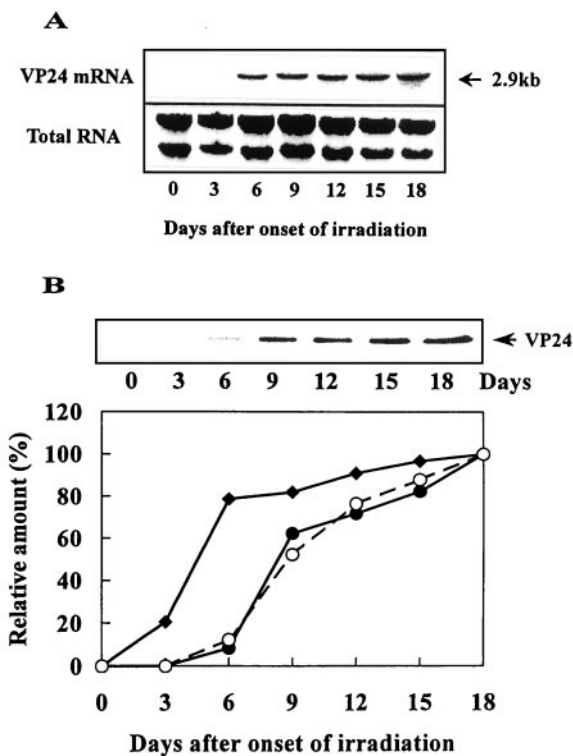 A
VP24 mRNA
2.9kb
Total RNA
0 3 6 9 12 15 18
Days after onset of irradiation
B
VP24
0 3 6 9 12 15 18 Days
Relative amount (%)
120
100
80
60
40
20
0
0 3 6 9 12 15 18
Days after onset of irradiation